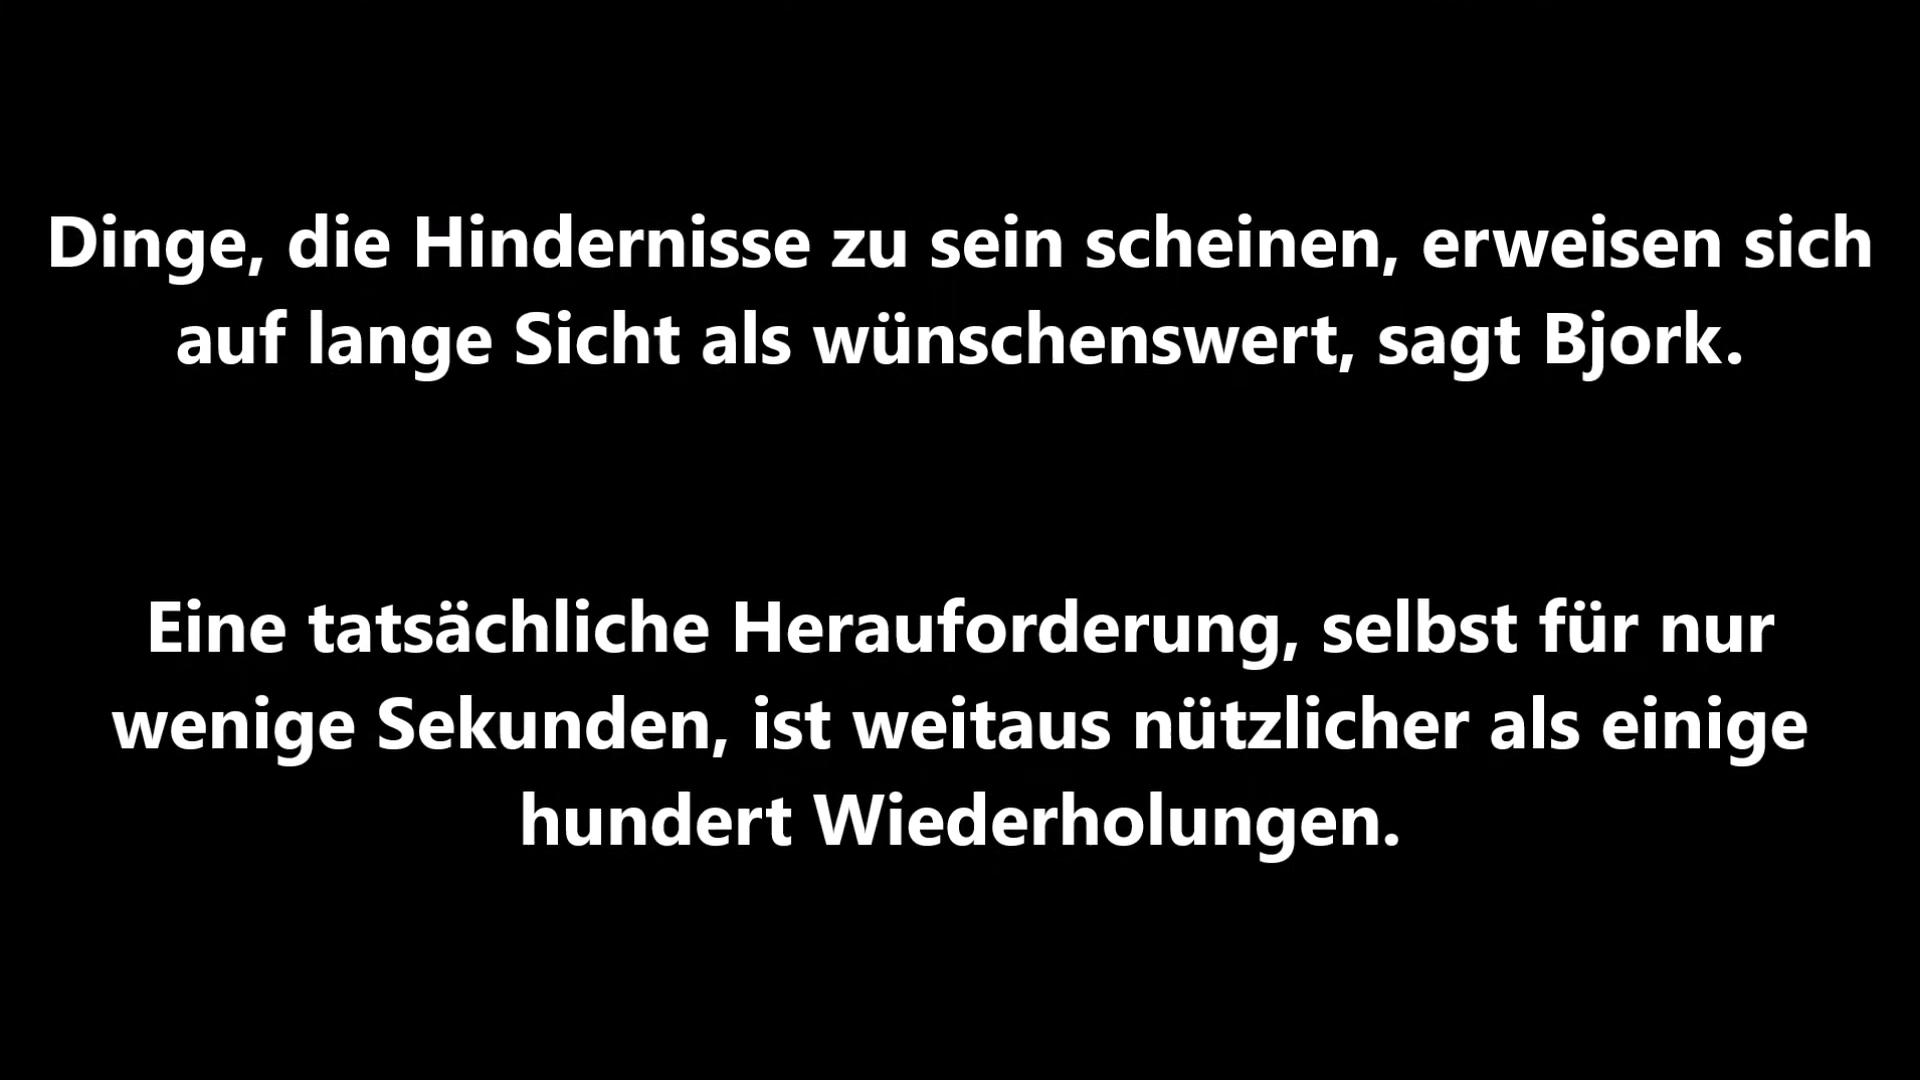 Dinge, die Hindernisse zu sein scheinen, erweisen sich
auf lange Sicht als wünschenswert, sagt Bjork.
Eine tatsächliche Herauforderung, selbst für nur
wenige Sekunden, ist weitaus nützlicher als einige
hundert Wiederholungen.